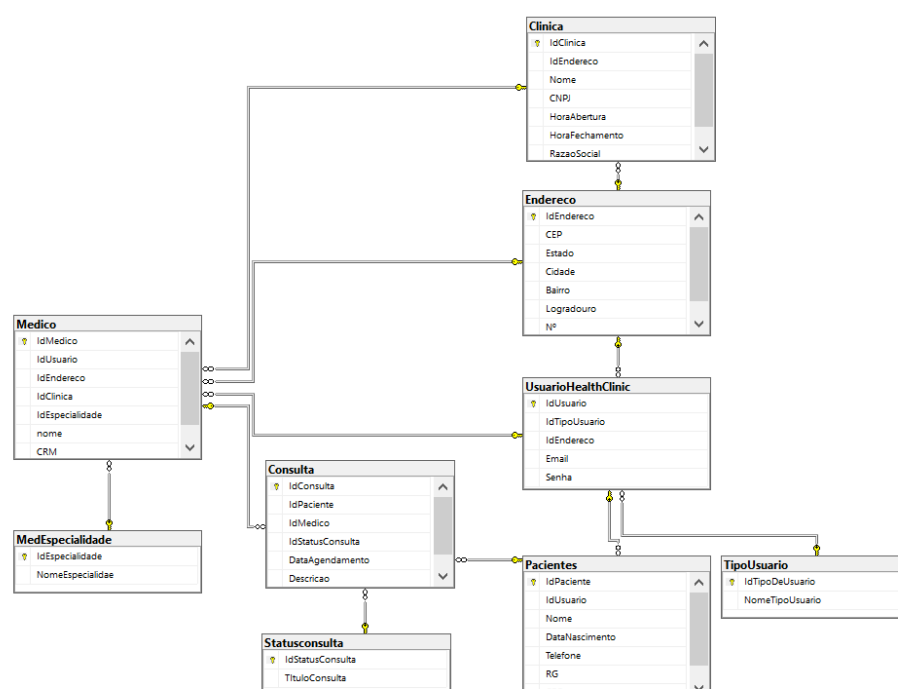 Clinica
IdClinica
IdEndereco
Nome
CNPJ
HoraAbertura
HoraFechamento
RazaoSocial
Endereco
IdEndereco
CEP
Estado
Cidade
Bairro
Logradouro
Nº
Medico
IdMedico
IdUsuario
IdEndereco
IdClinica
IdEspecialidade
nome
CRM
UsuarioHealthClinic
IdUsuario
IdTipoUsuario
IdEndereco
Email
Senha
Consulta
IdConsulta
IdPaciente
IdMedico
IdStatusConsulta
DataAgendamento
Descricao
MedEspecialidade
IdEspecialidade
NomeEspecialidae
Pacientes
IdPaciente
IdUsuario
Nome
DataNascimento
Telefone
RG
TipoUsuario
IdTipoDeUsuario
NomeTipoUsuario
Statusconsulta
IdStatusConsulta
TItuloConsulta